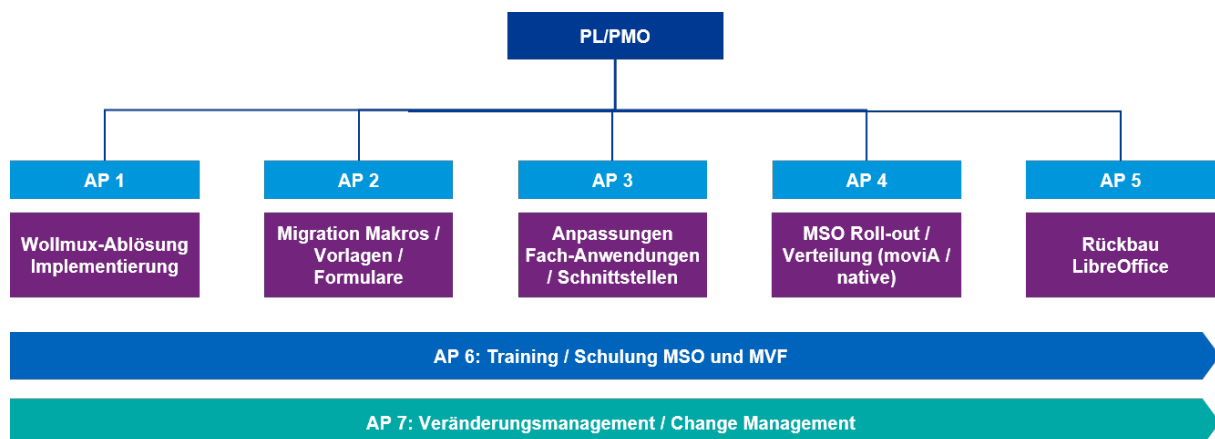 PL/PMO
AP 1
AP 2
AP 3
AP 4
AP 5
Wollmux-Ablösung
Implementierung
Migration Makros /
Vorlagen /
Formulare
Anpassungen
Fach-Anwendungen
/ Schnittstellen
MSO Roll-out /
Verteilung (moviA /
native)
Rückbau
LibreOffice
AP 6: Training / Schulung MSO und MVF
AP 7: Veränderungsmanagement / Change Management